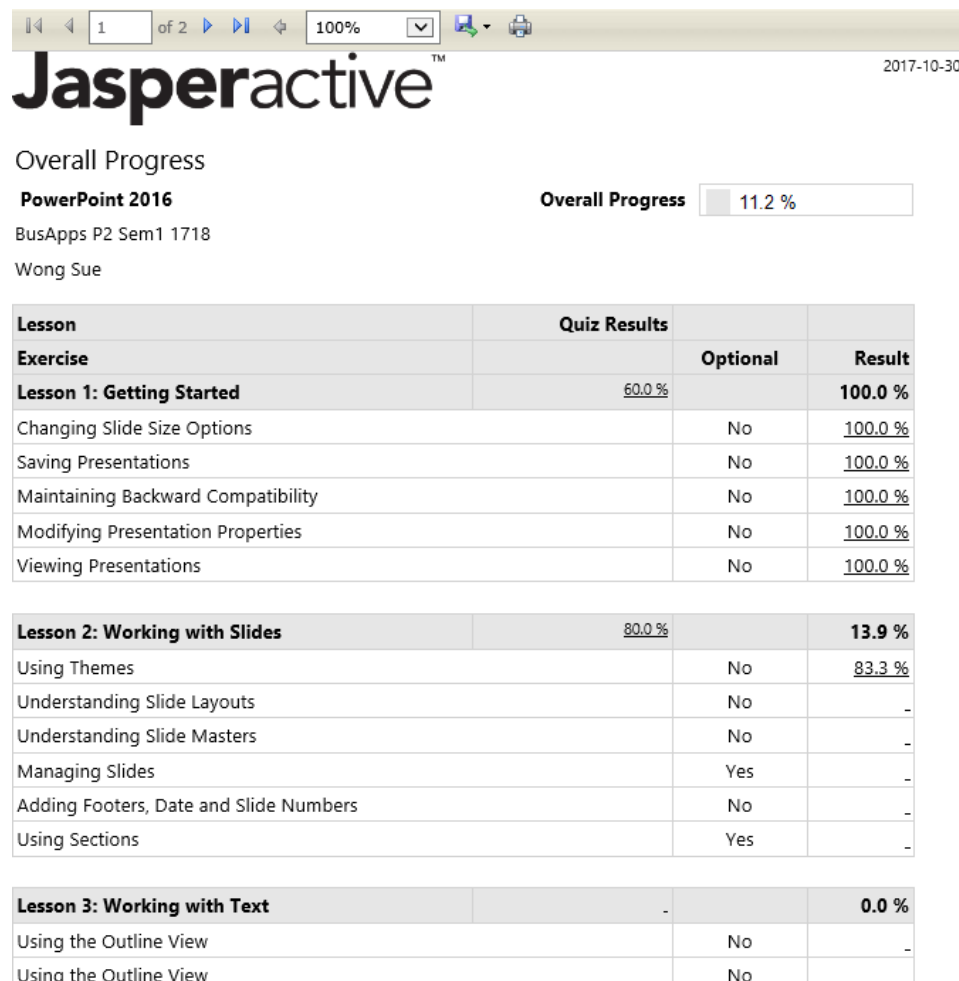 1 of 2 100%
Jasperactive™
2017-10-30
Overall Progress
PowerPoint 2016 Overall Progress 11.2 %
BusApps P2 Sem1 1718
Wong Sue
Lesson Quiz Results
Exercise Optional Result
Lesson 1: Getting Started 60.0 % 100.0 %
Changing Slide Size Options No 100.0 %
Saving Presentations No 100.0 %
Maintaining Backward Compatibility No 100.0 %
Modifying Presentation Properties No 100.0 %
Viewing Presentations No 100.0 %
Lesson 2: Working with Slides 80.0 % 13.9 %
Using Themes No 83.3 %
Understanding Slide Layouts No -
Understanding Slide Masters No -
Managing Slides Yes -
Adding Footers, Date and Slide Numbers No -
Using Sections Yes -
Lesson 3: Working with Text - 0.0 %
Using the Outline View No -
Using the Outline View No